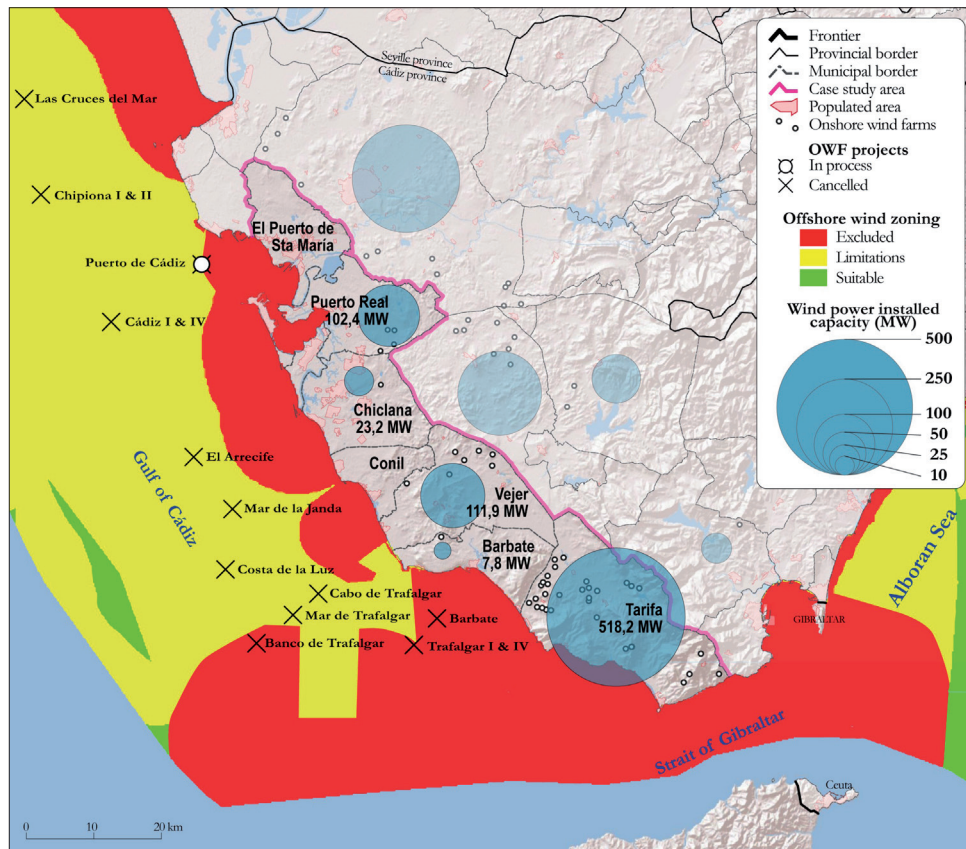 Seville province
Cádiz province
Las Cruces del Mar
Chipiona I & II
Puerto de Cádiz
Cádiz I & IV
El Arrecife
Mar de la Janda
Costa de la Luz
Cabo de Trafalgar
Mar de Trafalgar
Banco de Trafalgar
Barbate
Trafalgar I & IV
Gulf of Cádiz
El Puerto de
Sta María
Puerto Real
102,4 MW
Chiclana
23,2 MW
Conil
Vejer
111,9 MW
Barbate
7,8 MW
Tarifa
518,2 MW
GIBRALTAR
Alboran Sea
Strait of Gibraltar
Ceuta
0 10 20 km
Frontier
Provincial border
Municipal border
Case study area
Populated area
Onshore wind farms
OWF projects
In process
Cancelled
Offshore wind zoning
Excluded
Limitations
Suitable
Wind power installed
capacity (MW)
500
250
100
50
25
10